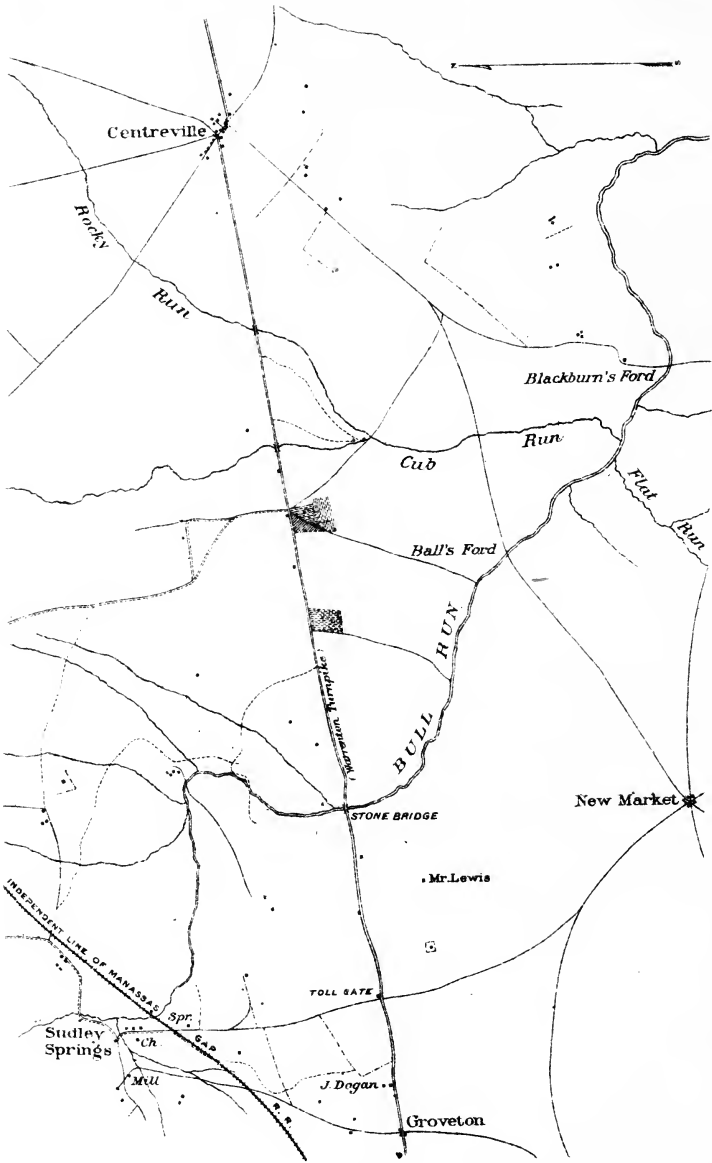 N S
Centreville
Rocky
Run
Blackburn's Ford
Cub
Run
Flat
Run
Ball's Ford
BULL RUN
(Warrenton Turnpike)
STONE BRIDGE
New Market
Mr. Lewis
INDEPENDENT LINE OF MANASSAS GAP R. R.
TOLL GATE
Spr.
Sudley
Springs
Ch.
Mill
J. Dogan
Groveton